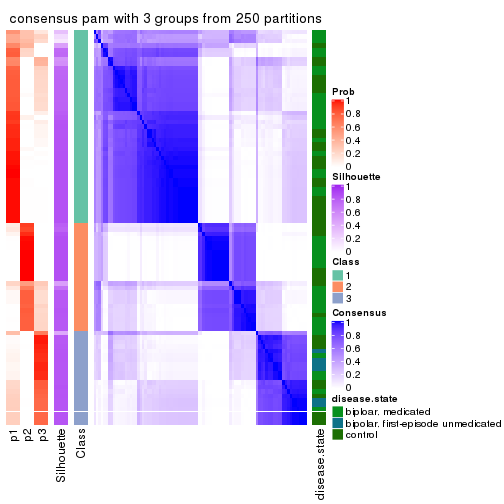 consensus pam with 3 groups from 250 partitions
Prob
1
0.8
0.6
0.4
0.2
0
Silhouette
1
0.8
0.6
0.4
0.2
0
Class
1
2
3
Consensus
1
0.8
0.6
0.4
0.2
0
disease.state
biploar. medicated
bipolar. first-episode unmedicated
control
p1
p2
p3
Silhouette
Class
disease.state